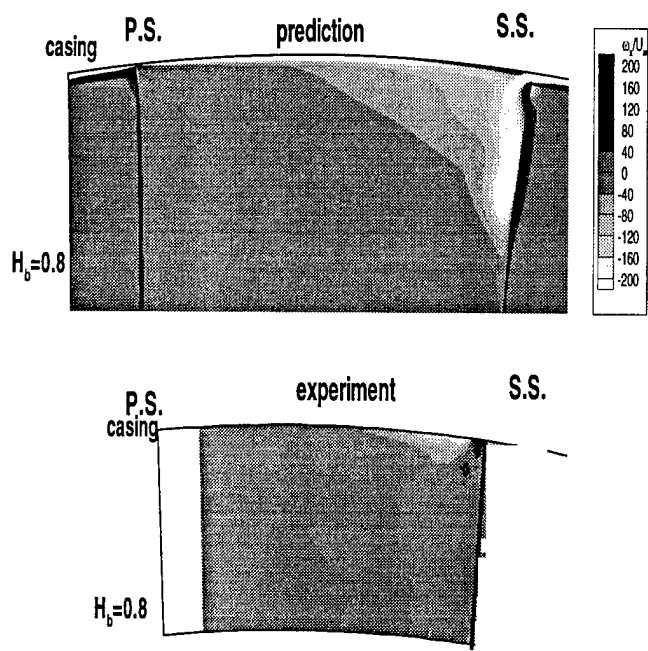 P.S.
prediction
S.S.
casing
H_b=0.8
200
160
120
80
40
0
-40
-80
-120
-160
-200
experiment
S.S.
P.S.
casing
H_b=0.8